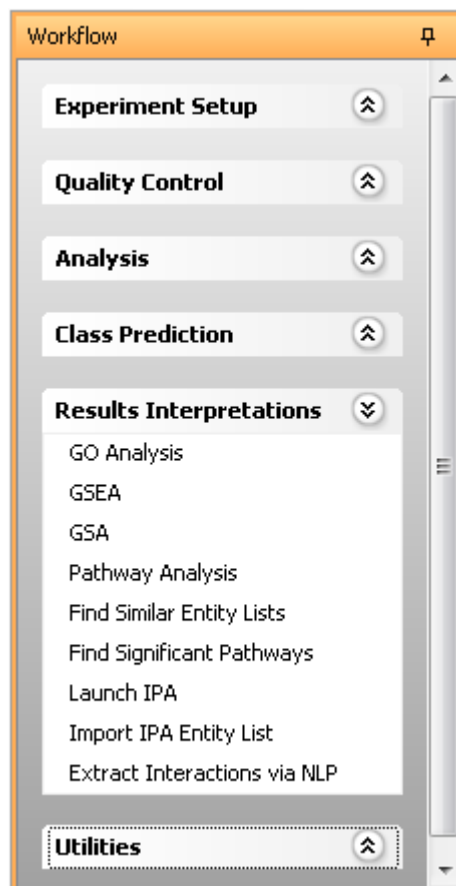 Workflow
Experiment Setup
Quality Control
Analysis
Class Prediction
Results Interpretations
GO Analysis
GSEA
GSA
Pathway Analysis
Find Similar Entity Lists
Find Significant Pathways
Launch IPA
Import IPA Entity List
Extract Interactions via NLP
Utilities